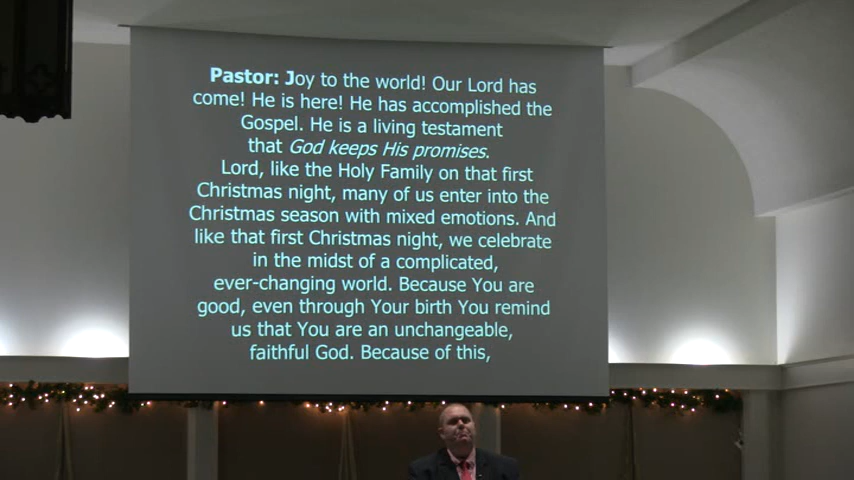 Pastor: Joy to the world! Our Lord has
come! He is here! He has accomplished the
Gospel. He is a living testament
that God keeps His promises.
Lord, like the Holy Family on that first
Christmas night, many of us enter into the
Christmas season with mixed emotions. And
like that first Christmas night, we celebrate
in the midst of a complicated,
ever-changing world. Because You are
good, even through Your birth You remind
us that You are an unchangeable,
faithful God. Because of this,